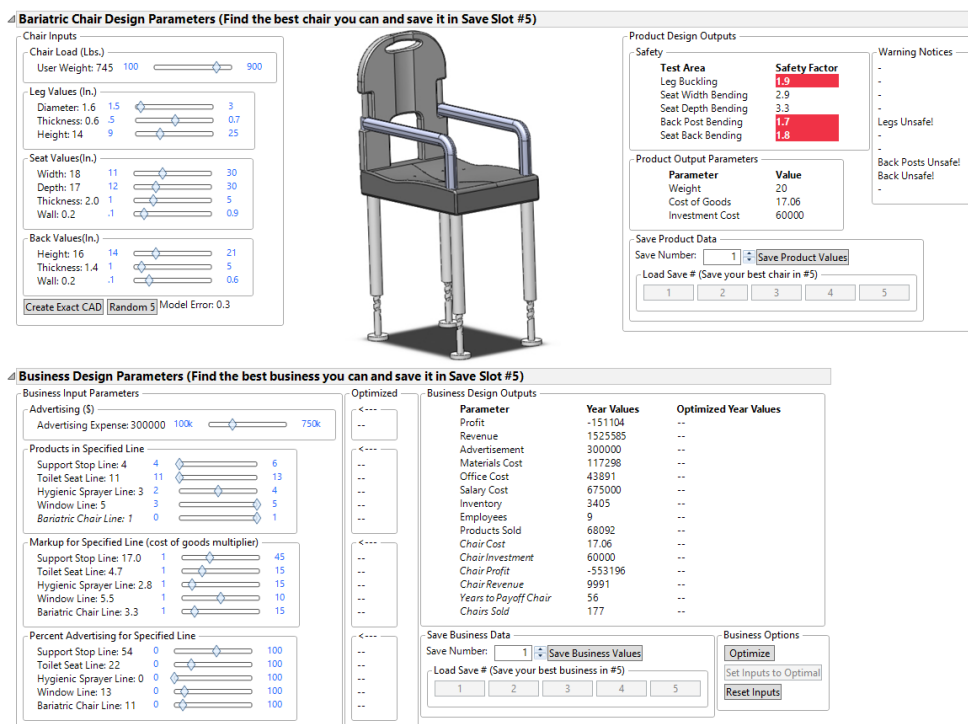 Bariatric Chair Design Parameters (Find the best chair you can and save it in Save Slot #5)
Chair Inputs
Chair Load (Lbs.)
User Weight: 745 100 900
Leg Values (In.)
Diameter: 1.6 1.5 3
Thickness: 0.6 .5 0.7
Height: 14 9 25
Seat Values(In.)
Width: 18 11 30
Depth: 17 12 30
Thickness: 2.0 1 5
Wall: 0.2 .1 0.9
Back Values(In.)
Height: 16 14 21
Thickness: 1.4 1 5
Wall: 0.2 .1 0.6
Create Exact CAD Random 5 Model Error: 0.3
Product Design Outputs
Safety
Test Area Safety Factor
Leg Buckling 1.9
Seat Width Bending 2.9
Seat Depth Bending 3.3
Back Post Bending 1.7
Seat Back Bending 1.8
Warning Notices
-
-
-
-
Legs Unsafe!
-
-
Back Posts Unsafe!
Back Unsafe!
-
Product Output Parameters
Parameter Value
Weight 20
Cost of Goods 17.06
Investment Cost 60000
Save Product Data
Save Number: 1 Save Product Values
Load Save # (Save your best chair in #5)
1 2 3 4 5
Business Design Parameters (Find the best business you can and save it in Save Slot #5)
Business Input Parameters
Advertising ($)
Advertising Expense: 300000 100k 750k
Products in Specified Line
Support Stop Line: 4 4 6
Toilet Seat Line: 11 11 13
Hygienic Sprayer Line: 3 2 4
Window Line: 5 3 5
Bariatric Chair Line: 1 0 1
Markup for Specified Line (cost of goods multiplier)
Support Stop Line: 17.0 1 45
Toilet Seat Line: 4.7 1 15
Hygienic Sprayer Line: 2.8 1 15
Window Line: 5.5 1 10
Bariatric Chair Line: 3.3 1 15
Percent Advertising for Specified Line
Support Stop Line: 54 0 100
Toilet Seat Line: 22 0 100
Hygienic Sprayer Line: 0 0 100
Window Line: 13 0 100
Bariatric Chair Line: 11 0 100
Optimized
<---
--
<---
--
--
--
--
--
<---
--
--
--
--
--
<---
--
--
--
--
--
Business Design Outputs
Parameter Year Values Optimized Year Values
Profit -151104 --
Revenue 1525585 --
Advertisement 300000 --
Materials Cost 117298 --
Office Cost 43891 --
Salary Cost 675000 --
Inventory 3405 --
Employees 9 --
Products Sold 68092 --
Chair Cost 17.06 --
Chair Investment 60000 --
Chair Profit -553196 --
Chair Revenue 9991 --
Years to Payoff Chair 56 --
Chairs Sold 177 --
Save Business Data
Save Number: 1 Save Business Values
Load Save # (Save your best business in #5)
1 2 3 4 5
Business Options
Optimize
Set Inputs to Optimal
Reset Inputs